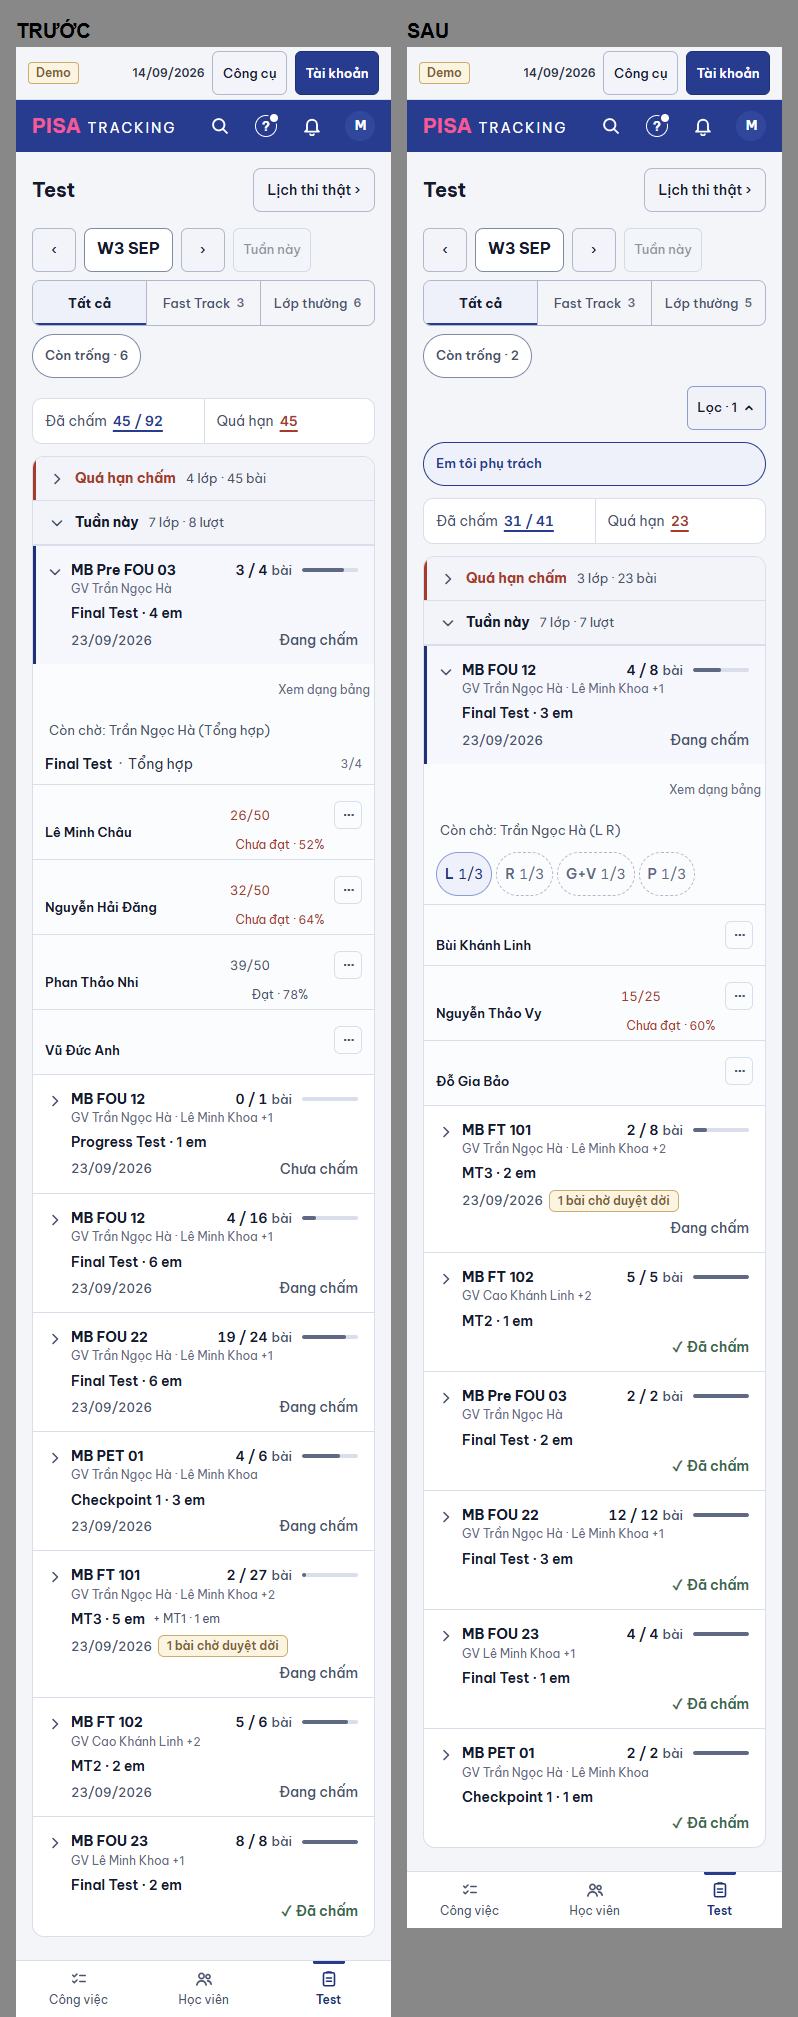 TRƯỚC
Demo 14/09/2026 Công cụ Tài khoản
PISA TRACKING ? M
Test Lịch thi thật ›
‹ W3 SEP › Tuần này
Tất cả Fast Track 3 Lớp thường 6
Còn trống · 6
Đã chấm 45 / 92 Quá hạn 45
Quá hạn chấm 4 lớp · 45 bài
Tuần này 7 lớp · 8 lượt
MB Pre FOU 03 3 / 4 bài
GV Trần Ngọc Hà
Final Test · 4 em
23/09/2026 Đang chấm
Xem dạng bảng
Còn chờ: Trần Ngọc Hà (Tổng hợp)
Final Test · Tổng hợp 3/4
26/50 ···
Lê Minh Châu
Chưa đạt · 52%
32/50 ···
Nguyễn Hải Đăng
Chưa đạt · 64%
39/50 ···
Phan Thảo Nhi
Đạt · 78%
···
Vũ Đức Anh
MB FOU 12 0 / 1 bài
GV Trần Ngọc Hà · Lê Minh Khoa +1
Progress Test · 1 em
23/09/2026 Chưa chấm
MB FOU 12 4 / 16 bài
GV Trần Ngọc Hà · Lê Minh Khoa +1
Final Test · 6 em
23/09/2026 Đang chấm
MB FOU 22 19 / 24 bài
GV Trần Ngọc Hà · Lê Minh Khoa +1
Final Test · 6 em
23/09/2026 Đang chấm
MB PET 01 4 / 6 bài
GV Trần Ngọc Hà · Lê Minh Khoa
Checkpoint 1 · 3 em
23/09/2026 Đang chấm
MB FT 101 2 / 27 bài
GV Trần Ngọc Hà · Lê Minh Khoa +2
MT3 · 5 em + MT1 · 1 em
23/09/2026 1 bài chờ duyệt dời
Đang chấm
MB FT 102 5 / 6 bài
GV Cao Khánh Linh +2
MT2 · 2 em
23/09/2026 Đang chấm
MB FOU 23 8 / 8 bài
GV Lê Minh Khoa +1
Final Test · 2 em
✓ Đã chấm
Công việc Học viên Test
SAU
Demo 14/09/2026 Công cụ Tài khoản
PISA TRACKING ? M
Test Lịch thi thật ›
‹ W3 SEP › Tuần này
Tất cả Fast Track 3 Lớp thường 5
Còn trống · 2
Lọc · 1
Em tôi phụ trách
Đã chấm 31 / 41 Quá hạn 23
Quá hạn chấm 3 lớp · 23 bài
Tuần này 7 lớp · 7 lượt
MB FOU 12 4 / 8 bài
GV Trần Ngọc Hà · Lê Minh Khoa +1
Final Test · 3 em
23/09/2026 Đang chấm
Xem dạng bảng
Còn chờ: Trần Ngọc Hà (L R)
L 1/3 R 1/3 G+V 1/3 P 1/3
···
Bùi Khánh Linh
15/25 ···
Nguyễn Thảo Vy
Chưa đạt · 60%
···
Đỗ Gia Bảo
MB FT 101 2 / 8 bài
GV Trần Ngọc Hà · Lê Minh Khoa +2
MT3 · 2 em
23/09/2026 1 bài chờ duyệt dời
Đang chấm
MB FT 102 5 / 5 bài
GV Cao Khánh Linh +2
MT2 · 1 em
✓ Đã chấm
MB Pre FOU 03 2 / 2 bài
GV Trần Ngọc Hà
Final Test · 2 em
✓ Đã chấm
MB FOU 22 12 / 12 bài
GV Trần Ngọc Hà · Lê Minh Khoa +1
Final Test · 3 em
✓ Đã chấm
MB FOU 23 4 / 4 bài
GV Lê Minh Khoa +1
Final Test · 1 em
✓ Đã chấm
MB PET 01 2 / 2 bài
GV Trần Ngọc Hà · Lê Minh Khoa
Checkpoint 1 · 1 em
✓ Đã chấm
Công việc Học viên Test